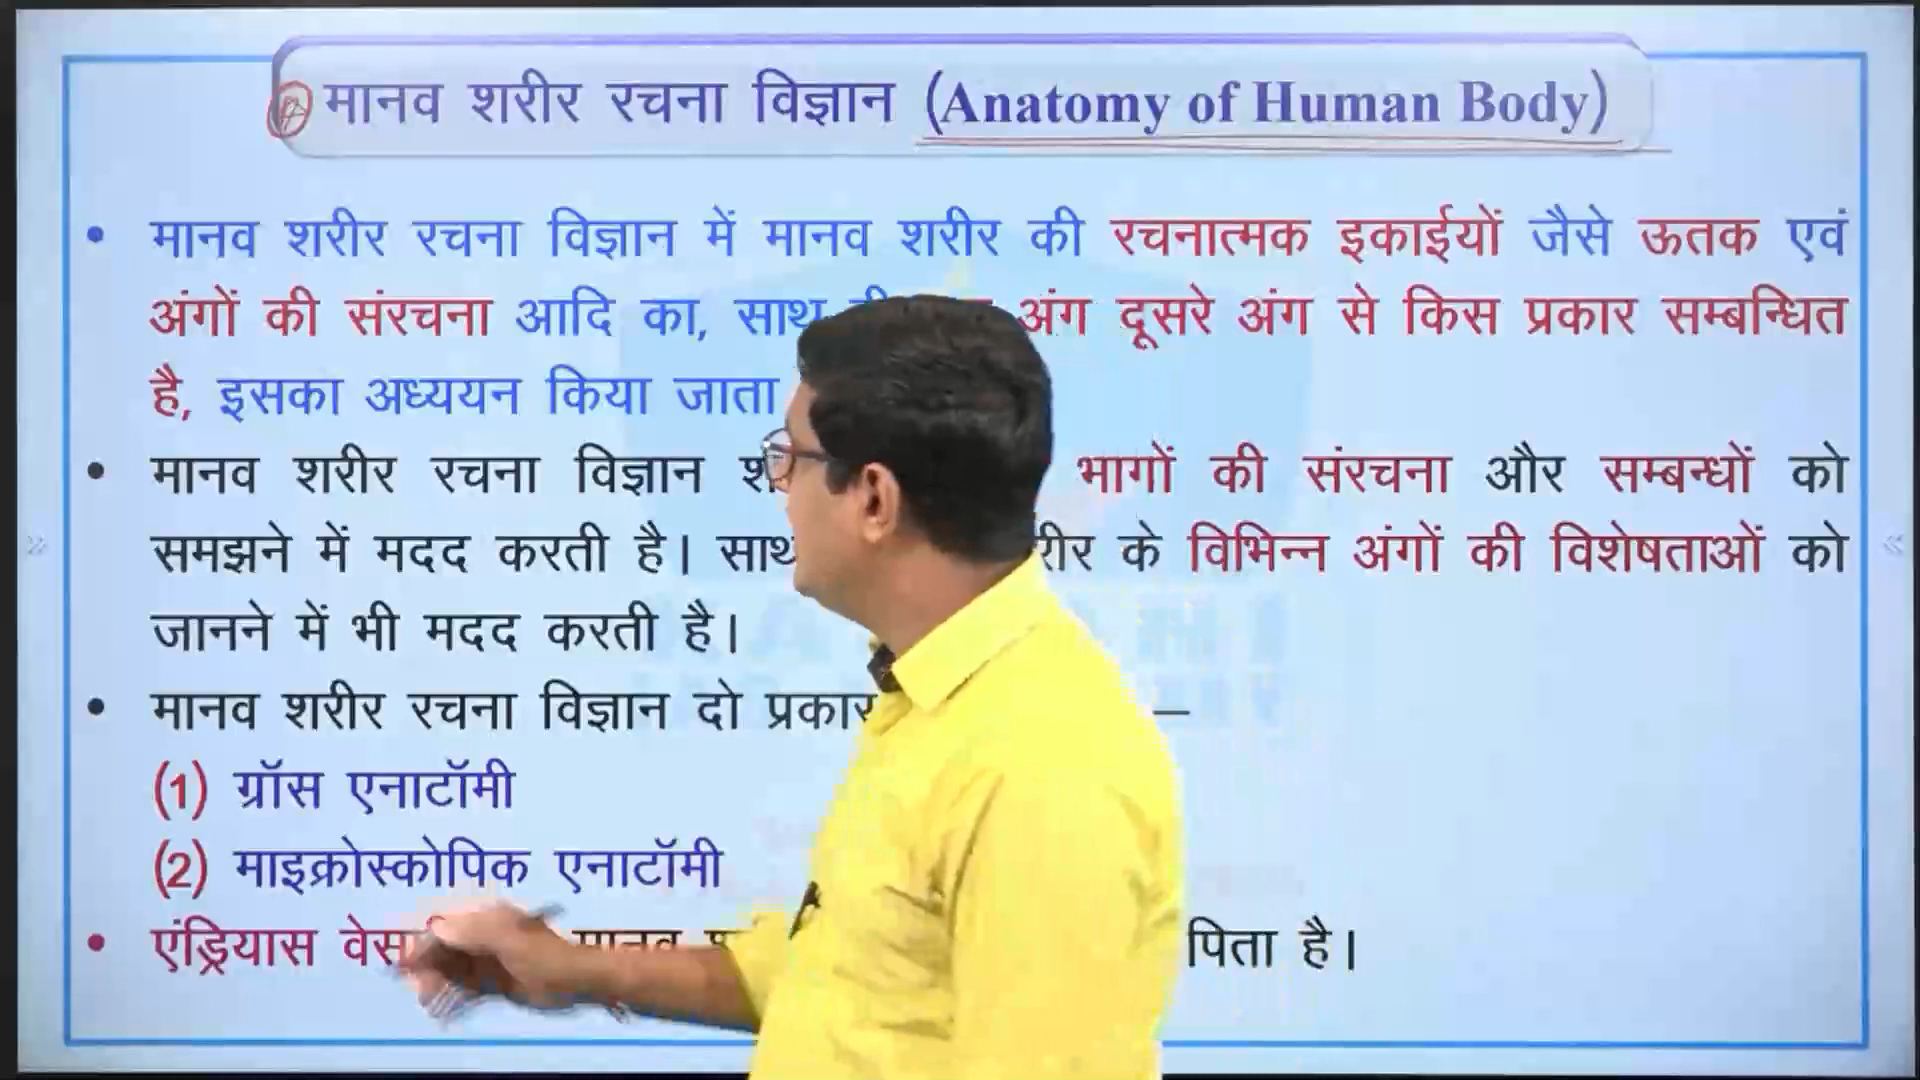 मानव शरीर रचना विज्ञान (Anatomy of Human Body)
• मानव शरीर रचना विज्ञान में मानव शरीर की रचनात्मक इकाईयों जैसे ऊतक एवं
अंगों की संरचना आदि का, साथ अंग दूसरे अंग से किस प्रकार सम्बन्धित
है, इसका अध्ययन किया जाता
• मानव शरीर रचना विज्ञान भागों की संरचना और सम्बन्धों को
समझने में मदद करती है। साथ के विभिन्न अंगों की विशेषताओं को
जानने में भी मदद करती है।
• मानव शरीर रचना विज्ञान दो प्रकार –
(1) ग्रॉस एनाटॉमी
(2) माइक्रोस्कोपिक एनाटॉमी
• एंड्रियास मानव पिता है।